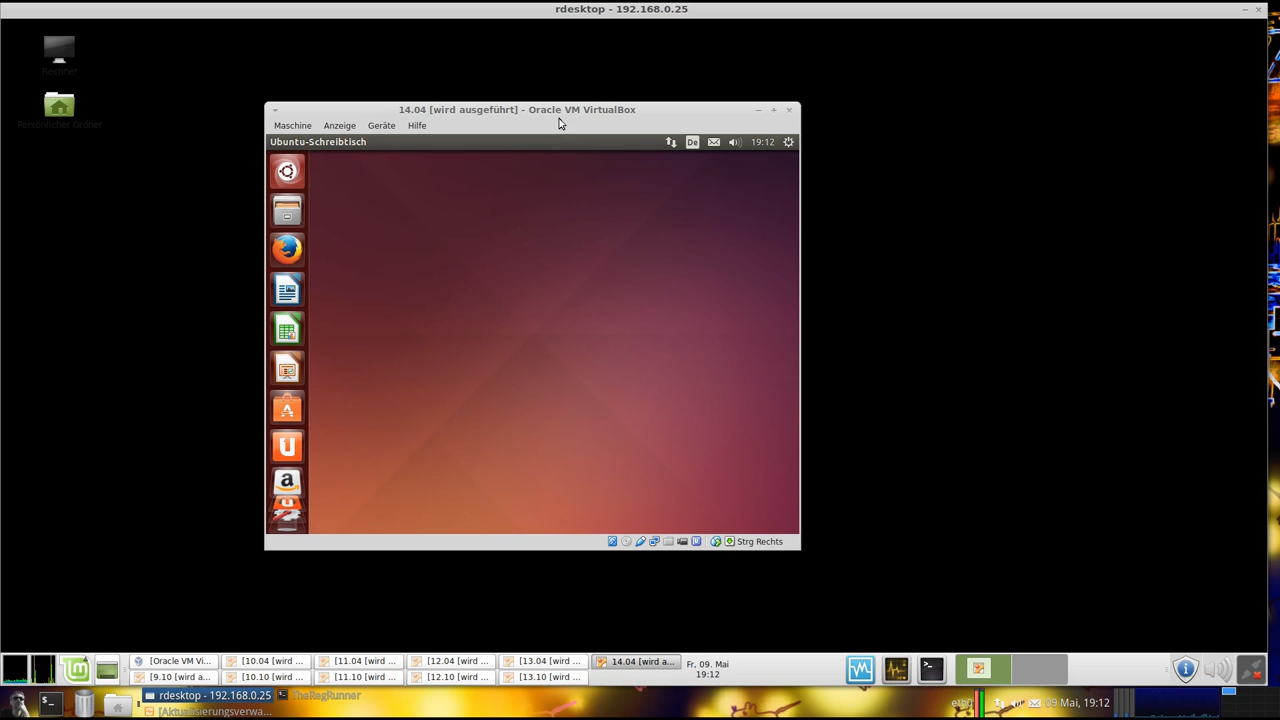 rdesktop - 192.168.0.25
Rechner
Persönlicher Ordner
14.04 [wird ausgeführt] - Oracle VM VirtualBox
Maschine Anzeige Geräte Hilfe
Ubuntu-Schreibtisch De 19:12
Strg Rechts
[Oracle VM Vi... [10.04 [wird ... [11.04 [wird ... [12.04 [wird ... [13.04 [wird ... 14.04 [wird a...
[9.10 [wird a... [10.10 [wird ... [11.10 [wird ... [12.10 [wird ... [13.10 [wird ...
Fr, 09. Mai
19:12
rdesktop - 192.168.0.25 TheRegRunner
[Aktualisierungsverwa...
eth0 09 Mai, 19:12